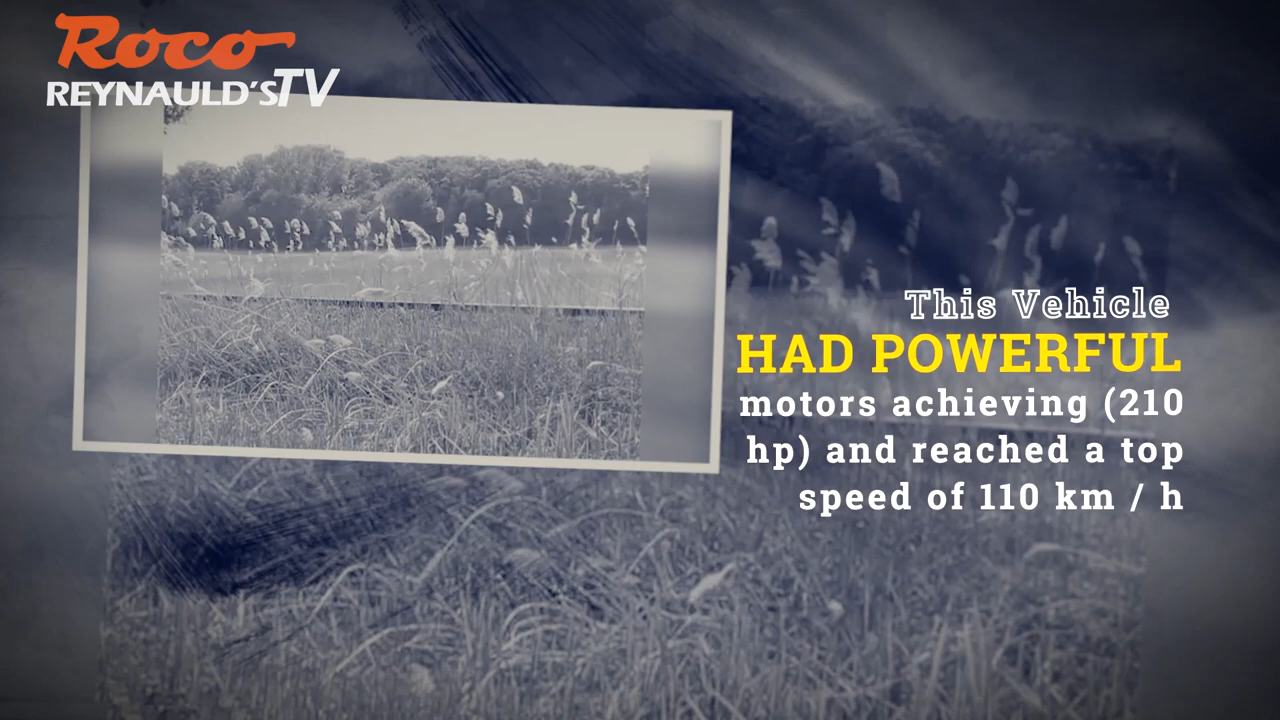 Roco
REYNAULD'S TV
This Vehicle
HAD POWERFUL
motors achieving (210
hp) and reached a top
speed of 110 km / h